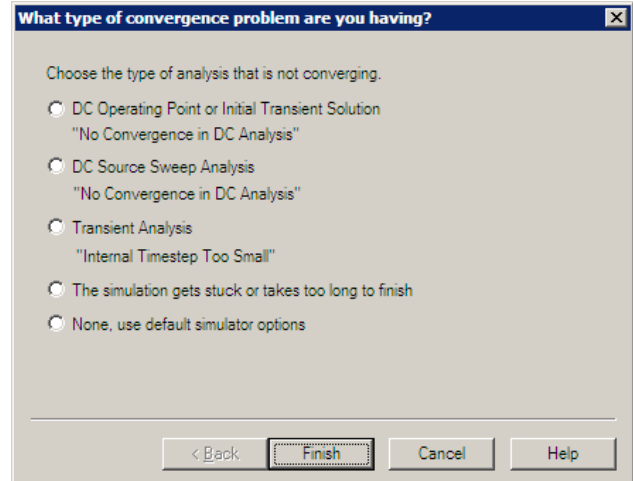 What type of convergence problem are you having?
Choose the type of analysis that is not converging.
DC Operating Point or Initial Transient Solution
"No Convergence in DC Analysis"
DC Source Sweep Analysis
"No Convergence in DC Analysis"
Transient Analysis
"Internal Timestep Too Small"
The simulation gets stuck or takes too long to finish
None, use default simulator options
< Back Finish Cancel Help